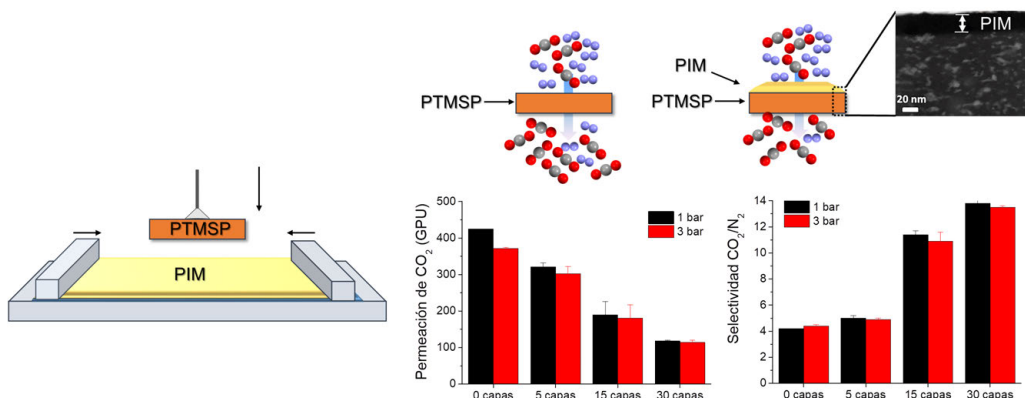 PTMSP
PIM
PTMSP
PIM
PTMSP
PIM
20 nm
Permeación de CO₂ (GPU)
500
400
300
200
100
0
1 bar
3 bar
0 capas 5 capas 15 capas 30 capas
Selectividad CO₂/N₂
14
12
10
8
6
4
2
0
1 bar
3 bar
0 capas 5 capas 15 capas 30 capas